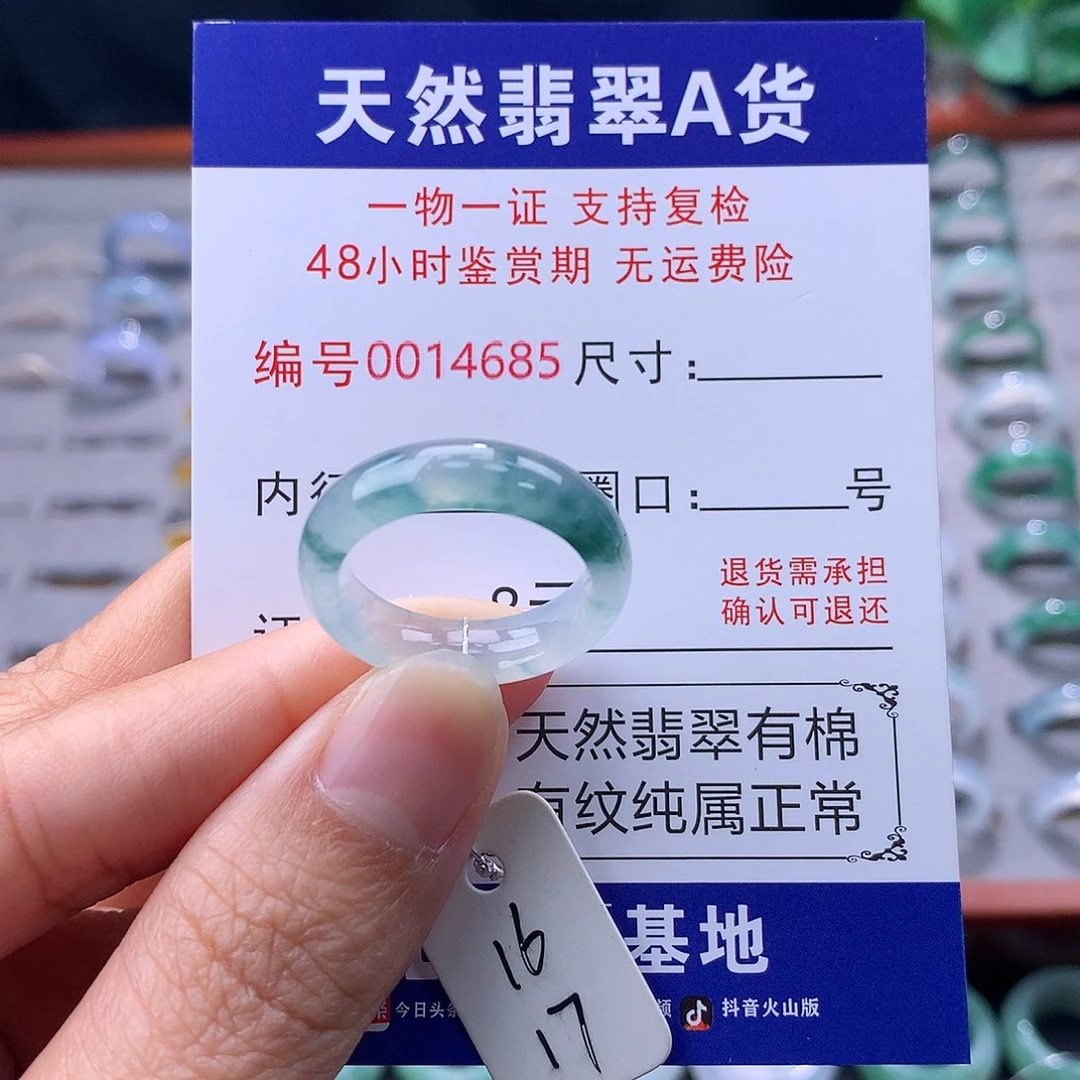 天然翡翠A货
一物一证 支持复检
48小时鉴赏期 无运费险
编号0014685 尺寸:
内径 圈口: 号
退货需承担
确认可退还
天然翡翠有棉
有纹纯属正常
基地
今日头条 抖音火山版
16
17